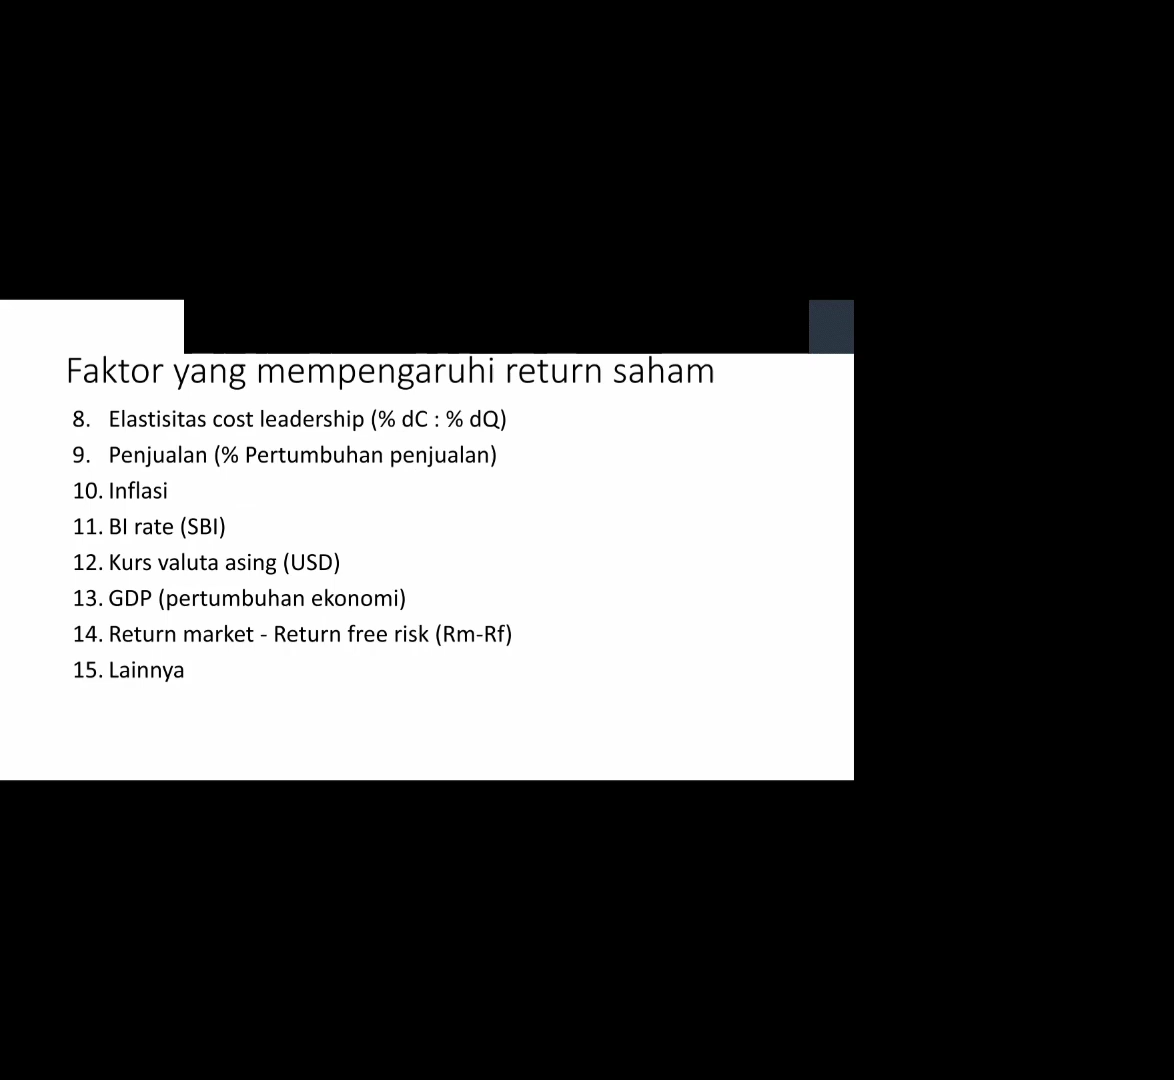 Faktor yang mempengaruhi return saham
8. Elastisitas cost leadership (% dC : % dQ)
9. Penjualan (% Pertumbuhan penjualan)
10. Inflasi
11. BI rate (SBI)
12. Kurs valuta asing (USD)
13. GDP (pertumbuhan ekonomi)
14. Return market - Return free risk (Rm-Rf)
15. Lainnya